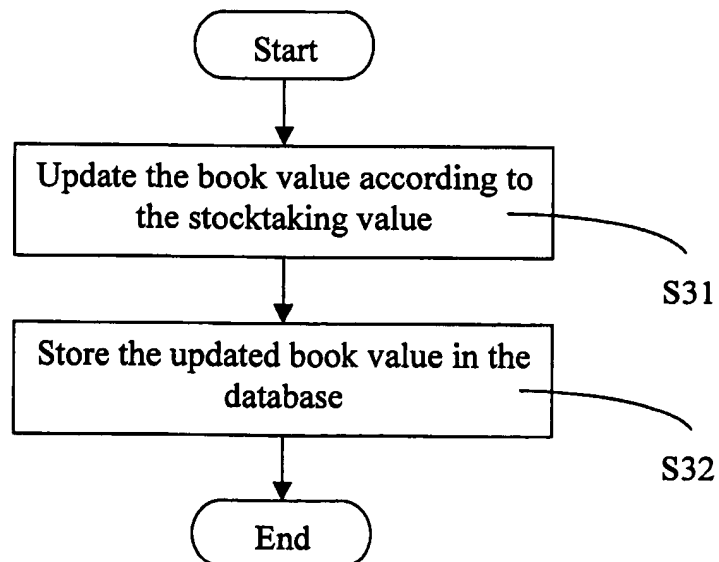 Start
Update the book value according to
the stocktaking value
S31
Store the updated book value in the
database
S32
End